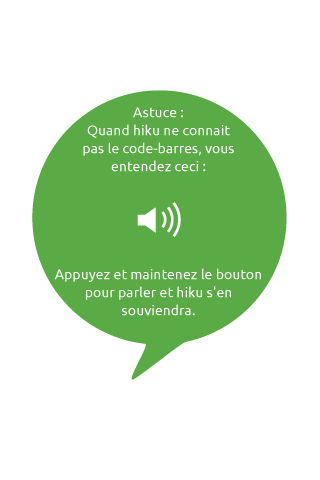 Astuce :
Quand hiku ne connait
pas le code-barres, vous
entendez ceci :
Appuyez et maintenez le bouton
pour parler et hiku s'en
souviendra.